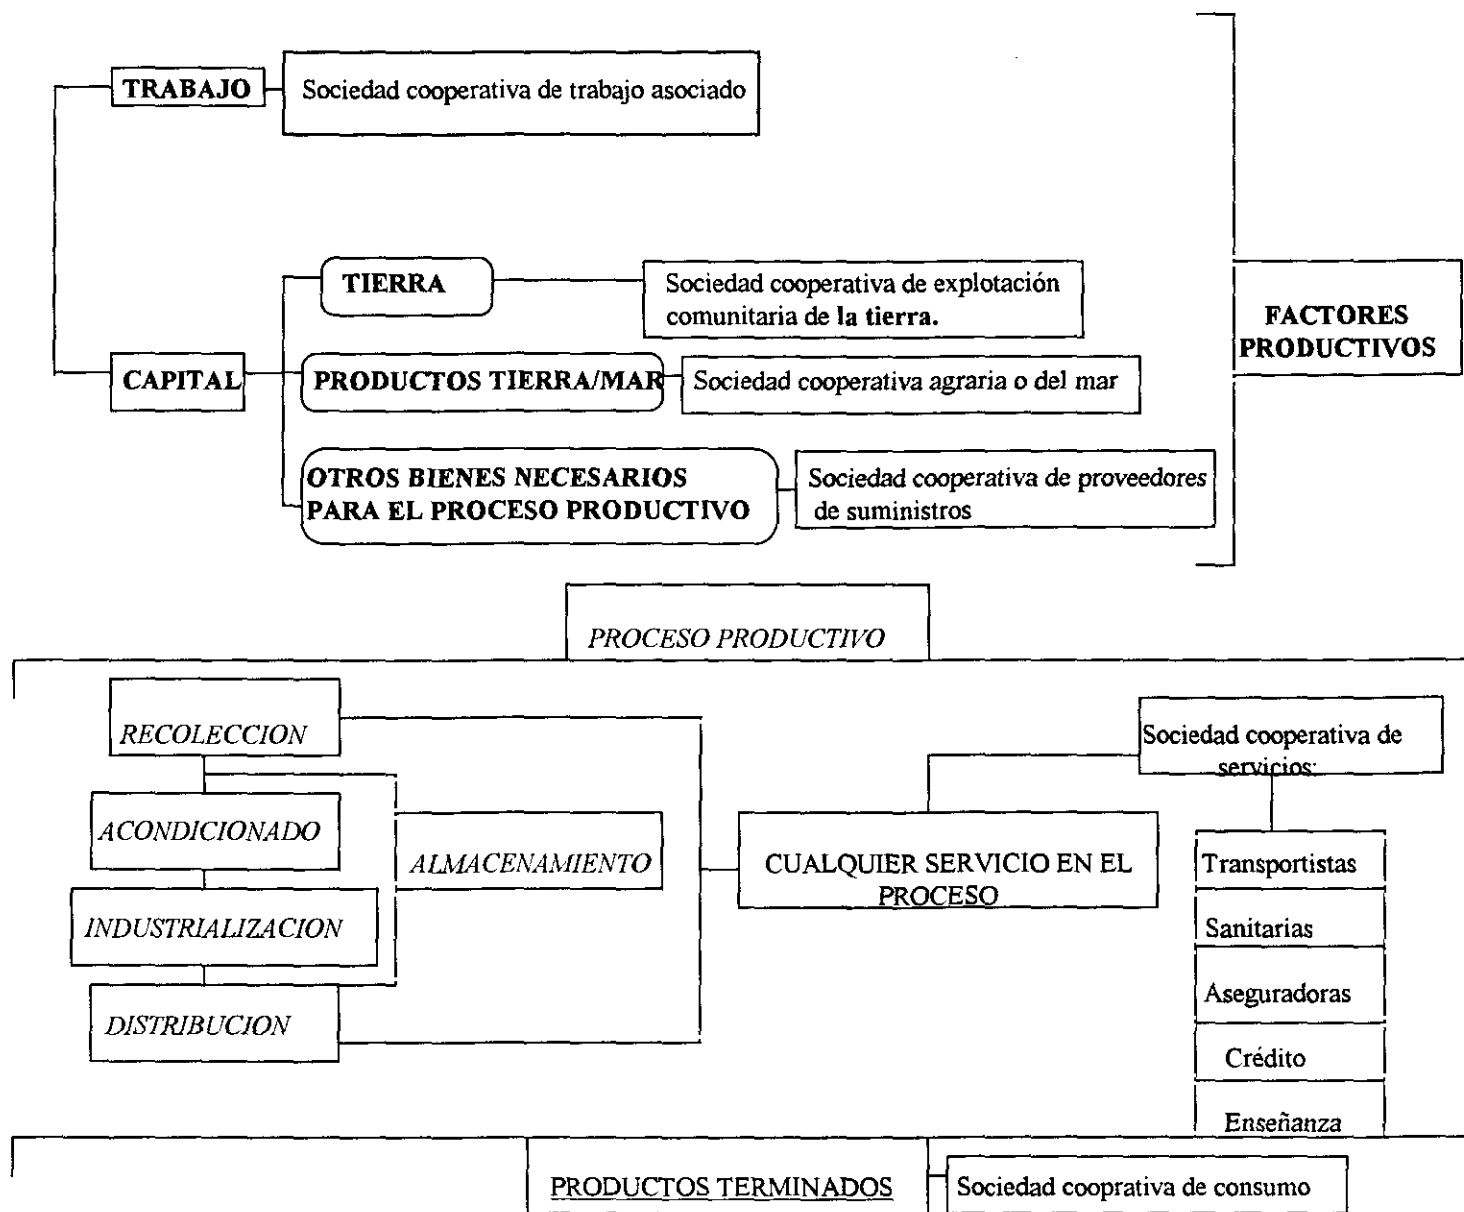 TRABAJO
Sociedad cooperativa de trabajo asociado
TIERRA
Sociedad cooperativa de explotación
comunitaria de la tierra.
FACTORES
PRODUCTIVOS
CAPITAL
PRODUCTOS TIERRA/MAR
Sociedad cooperativa agraria o del mar
OTROS BIENES NECESARIOS
PARA EL PROCESO PRODUCTIVO
Sociedad cooperativa de proveedores
de suministros
PROCESO PRODUCTIVO
RECOLECCION
ACONDICIONADO
INDUSTRIALIZACION
DISTRIBUCION
ALMACENAMIENTO
CUALQUIER SERVICIO EN EL
PROCESO
Sociedad cooperativa de
servicios:
Transportistas
Sanitarias
Aseguradoras
Crédito
Enseñanza
PRODUCTOS TERMINADOS
Sociedad cooprativa de consumo